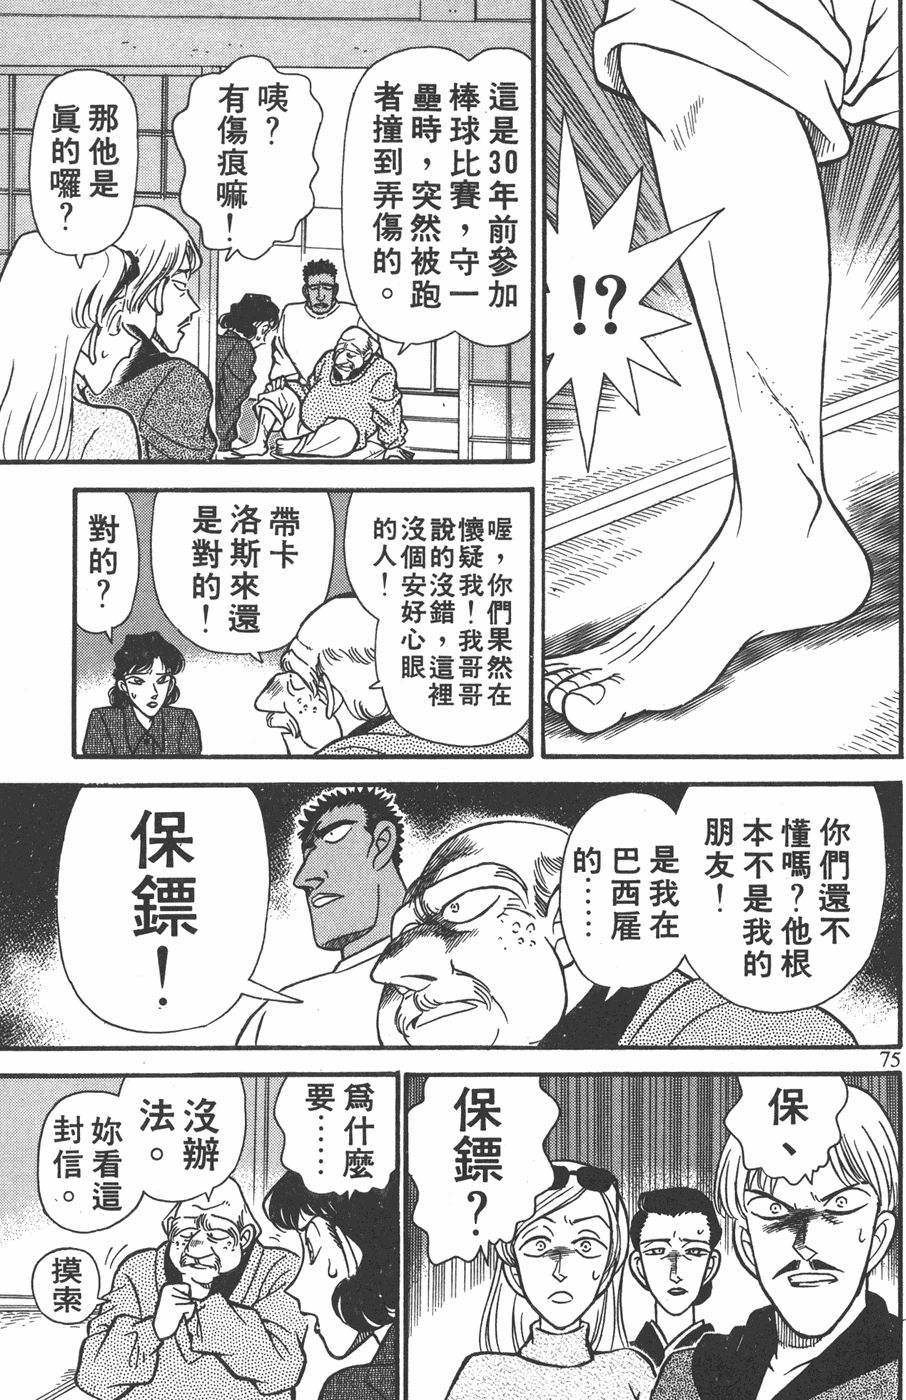 !?
這是30年前參加
棒球比賽，守一
壘時，突然被跑
者撞到弄傷的。
咦？
有傷痕嘛！
那他是
眞的囉？
喔，你們果然在
懷疑我！我哥哥
說的沒錯，這裡
沒個安好心眼
的人！
帶卡
洛斯來還
是對的！
對的？
你們還不
懂嗎？他根
本不是我的
朋友！
是我在
巴西雇
的……
保鏢！
75
保、
保鏢？
爲什麼
要……
沒辦
法。
妳看這
封信。
摸索